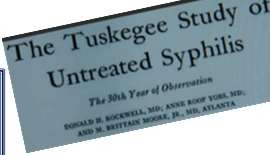 The Tuskegee Study of
Untreated Syphilis
The 30th Year of Observation
DONALD H. ROCKWELL, MD; ANNE ROOF YOBS, MD;
AND M. BRITTAIN MOORE, JR., MD, ATLANTA